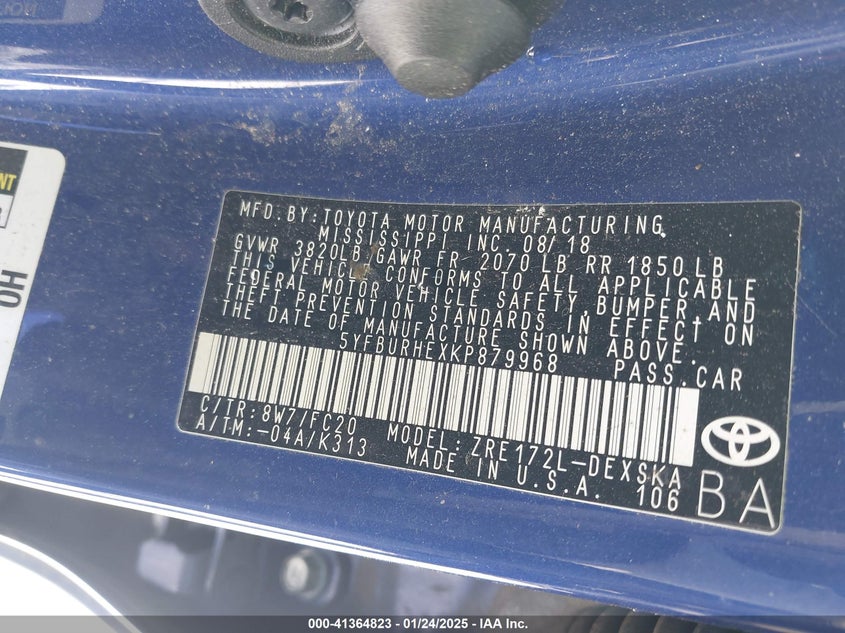 MFD.BY:TOYOTA MOTOR MANUFACTURING
MISSISSIPPI INC. 08/18
GVWR 3820LB GAWR FR 2070 LB RR 1850 LB
THIS VEHICLE CONFORMS TO ALL APPLICABLE
FEDERAL MOTOR VEHICLE SAFETY, BUMPER, AND
THEFT PREVENTION STANDARDS IN EFFECT ON
THE DATE OF MANUFACTURE SHOWN ABOVE.
5YFBURHEXKP879968 PASS.CAR
C/TR:8W7/FC20
A/TM:-04A/K313 MODEL:ZRE172L-DEXSKA
MADE IN U.S.A. 106
BA
HO
000-41364823 - 01/24/2025 - IAA Inc.